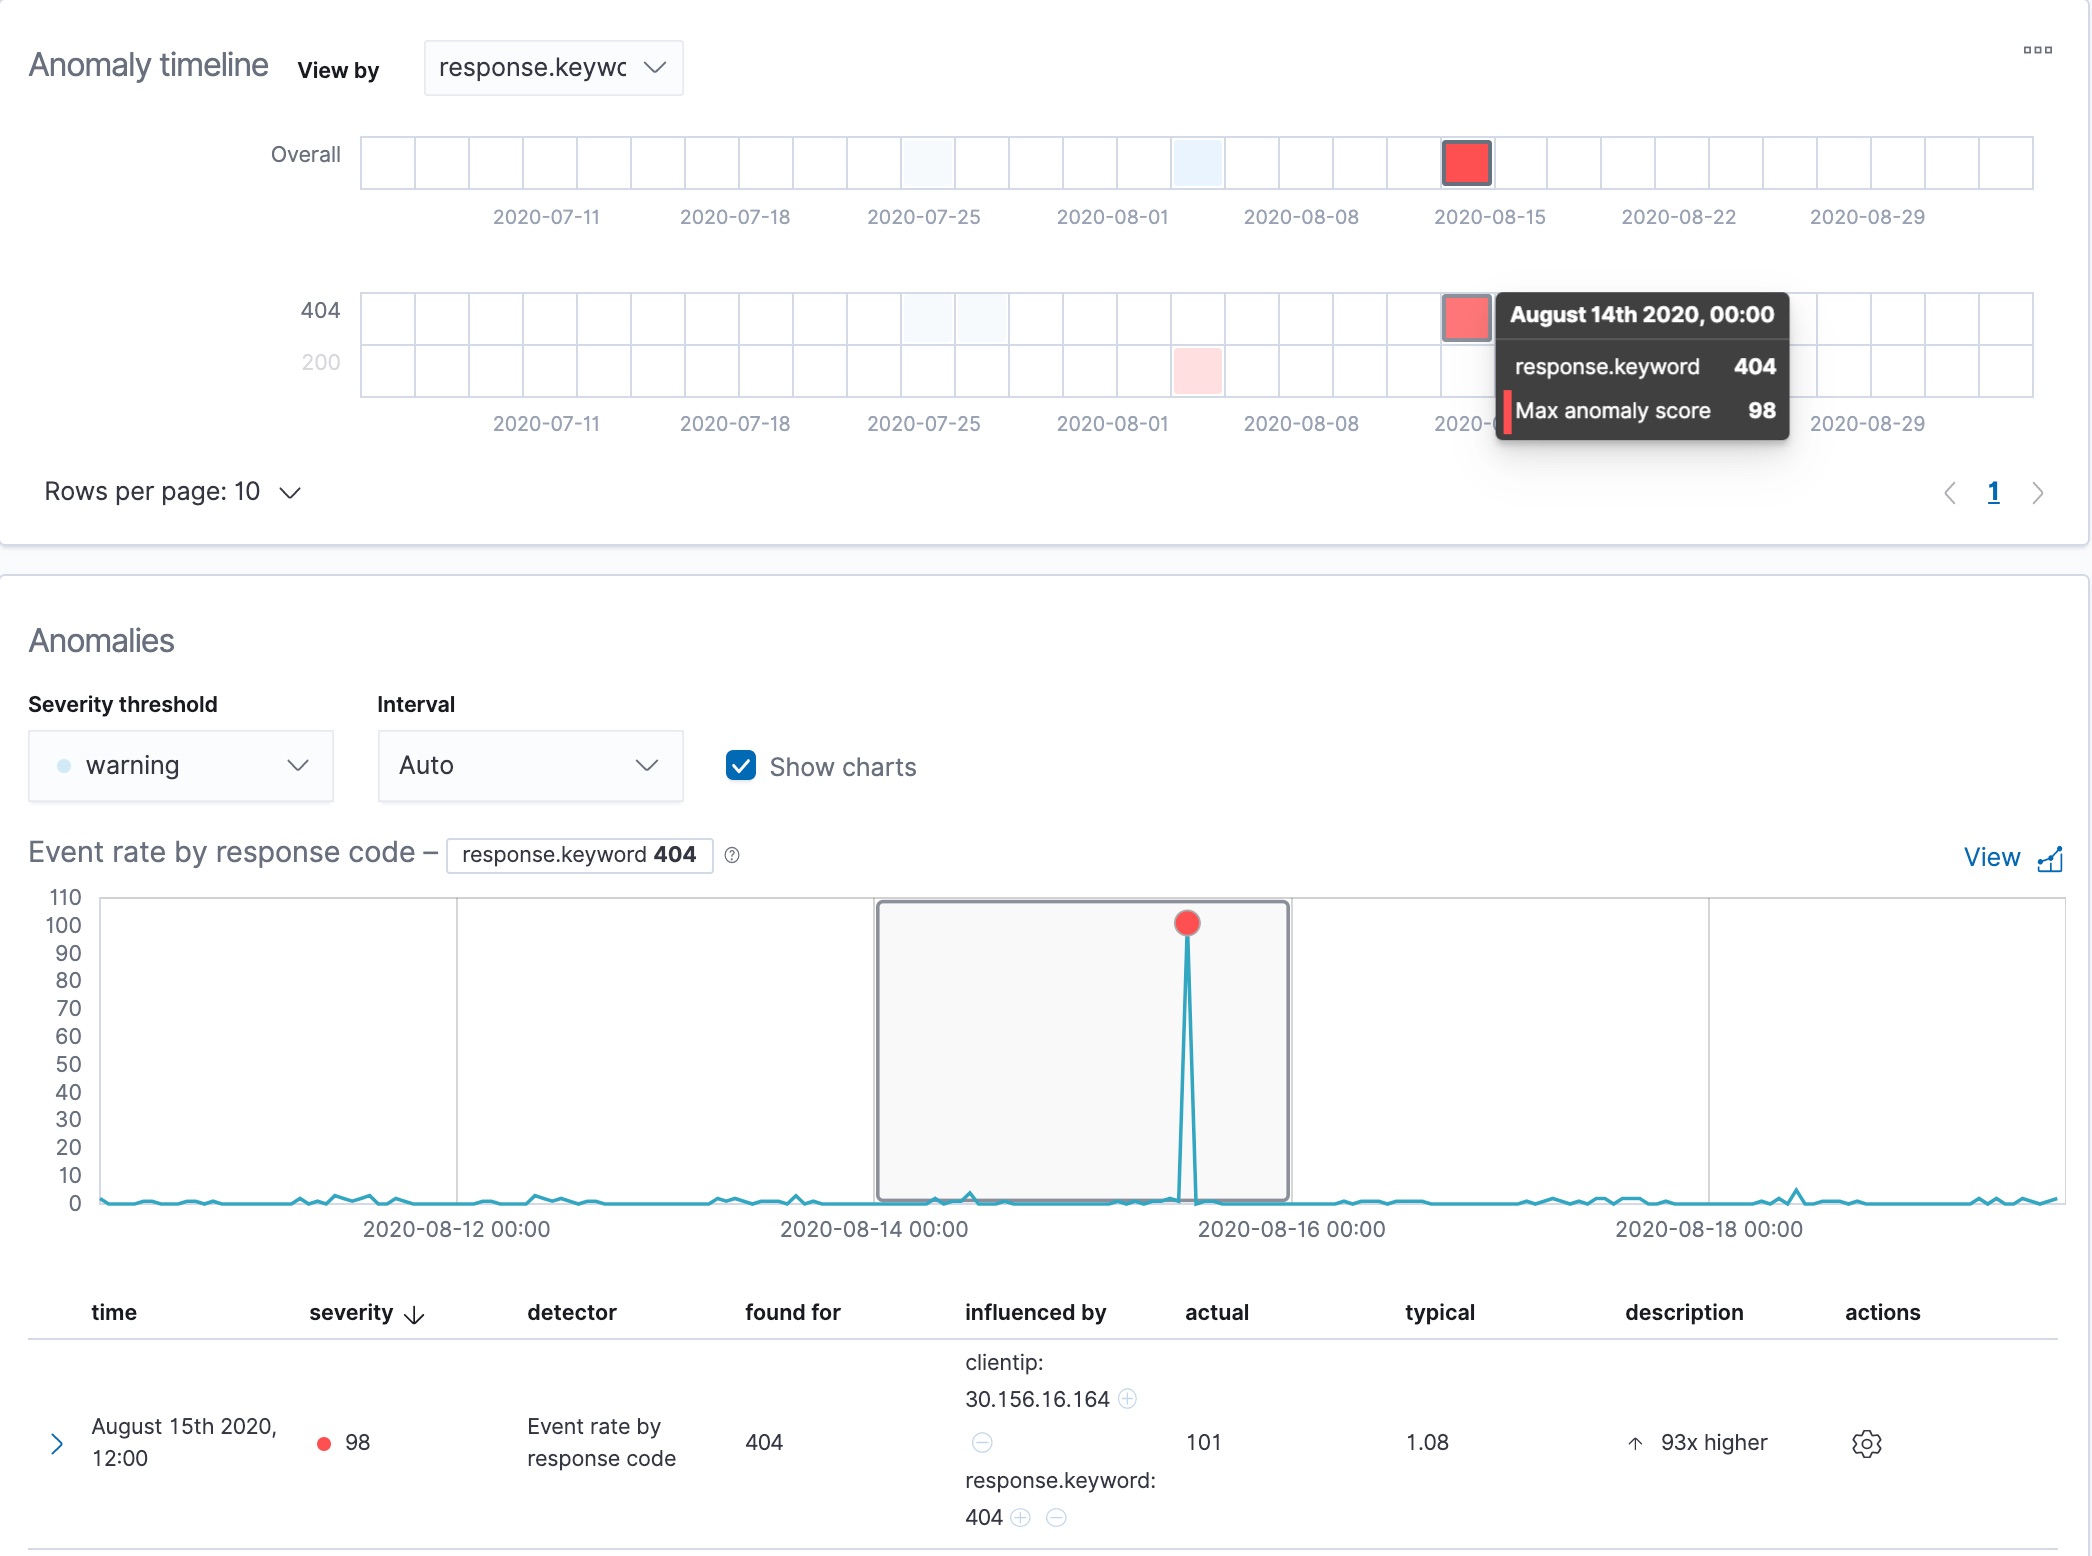 Anomaly timeline View by response.keywc
Overall
2020-07-11 2020-07-18 2020-07-25 2020-08-01 2020-08-08 2020-08-15 2020-08-22 2020-08-29
404
200
August 14th 2020, 00:00
response.keyword 404
Max anomaly score 98
2020-07-11 2020-07-18 2020-07-25 2020-08-01 2020-08-08 2020- 2020-08-29
Rows per page: 10
1
Anomalies
Severity threshold Interval
warning Auto Show charts
Event rate by response code – response.keyword 404 View
110
100
90
80
70
60
50
40
30
20
10
0
2020-08-12 00:00 2020-08-14 00:00 2020-08-16 00:00 2020-08-18 00:00
time severity detector found for influenced by actual typical description actions
August 15th 2020, 12:00
98
Event rate by response code
404
clientip:
30.156.16.164
response.keyword:
404
101
1.08
93x higher